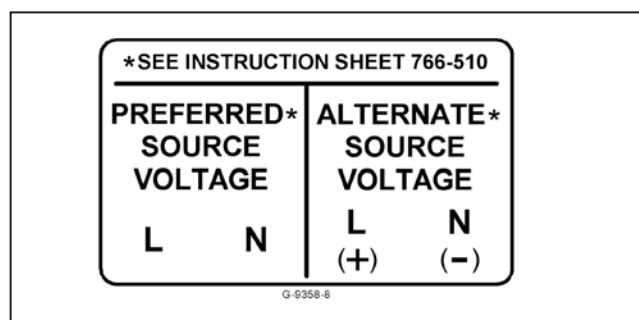 *SEE INSTRUCTION SHEET 766-510
PREFERRED*
SOURCE
VOLTAGE
L N
ALTERNATE*
SOURCE
VOLTAGE
L N
(+) (-)
G-9358-8